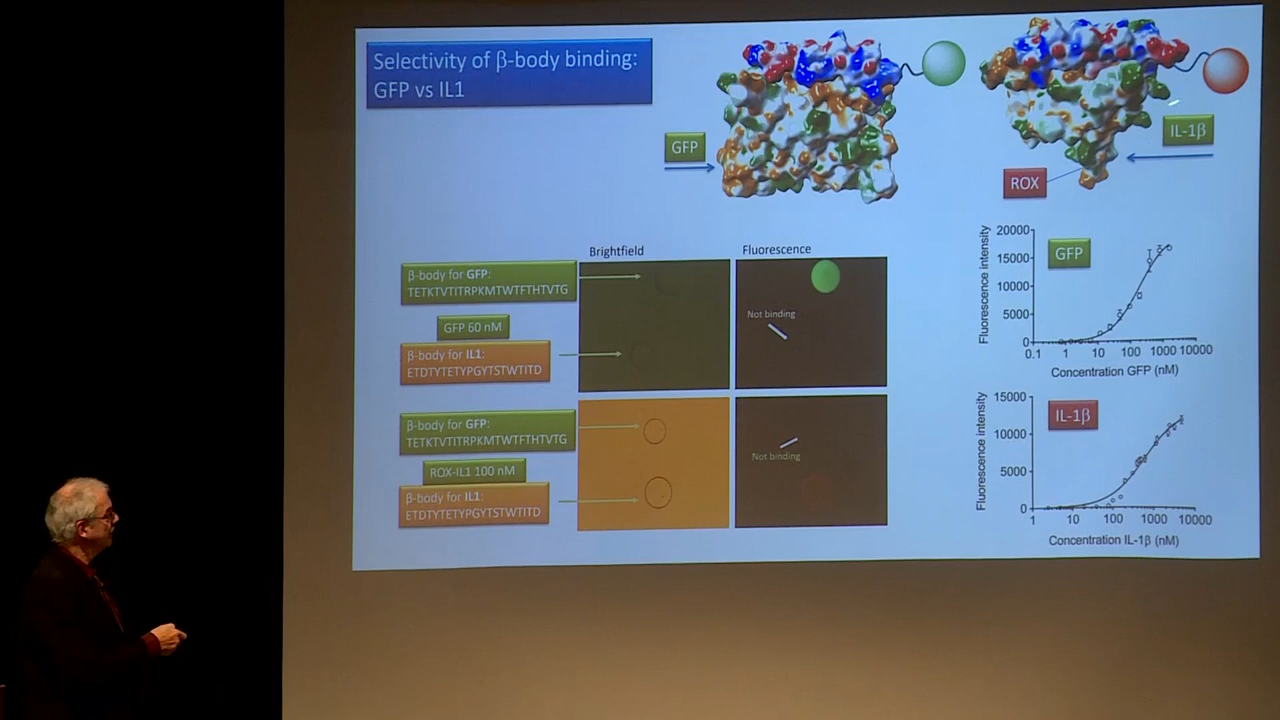 Selectivity of β-body binding:
GFP vs IL1
GFP
IL-1β
ROX
Brightfield
Fluorescence
β-body for GFP:
TETKTVTITRPKMTWTFTHTVTG
GFP 60 nM
β-body for IL1:
ETDTYTETYPGYTSTWTITD
Not binding
β-body for GFP:
TETKTVTITRPKMTWTFTHTVTG
ROX-IL1 100 nM
β-body for IL1:
ETDTYTETYPGYTSTWTITD
Not binding
Fluorescence intensity
20000
15000
10000
5000
0
GFP
0.1 1 10 100 1000 10000
Concentration GFP (nM)
Fluorescence intensity
15000
10000
5000
0
IL-1β
1 10 100 1000 10000
Concentration IL-1β (nM)